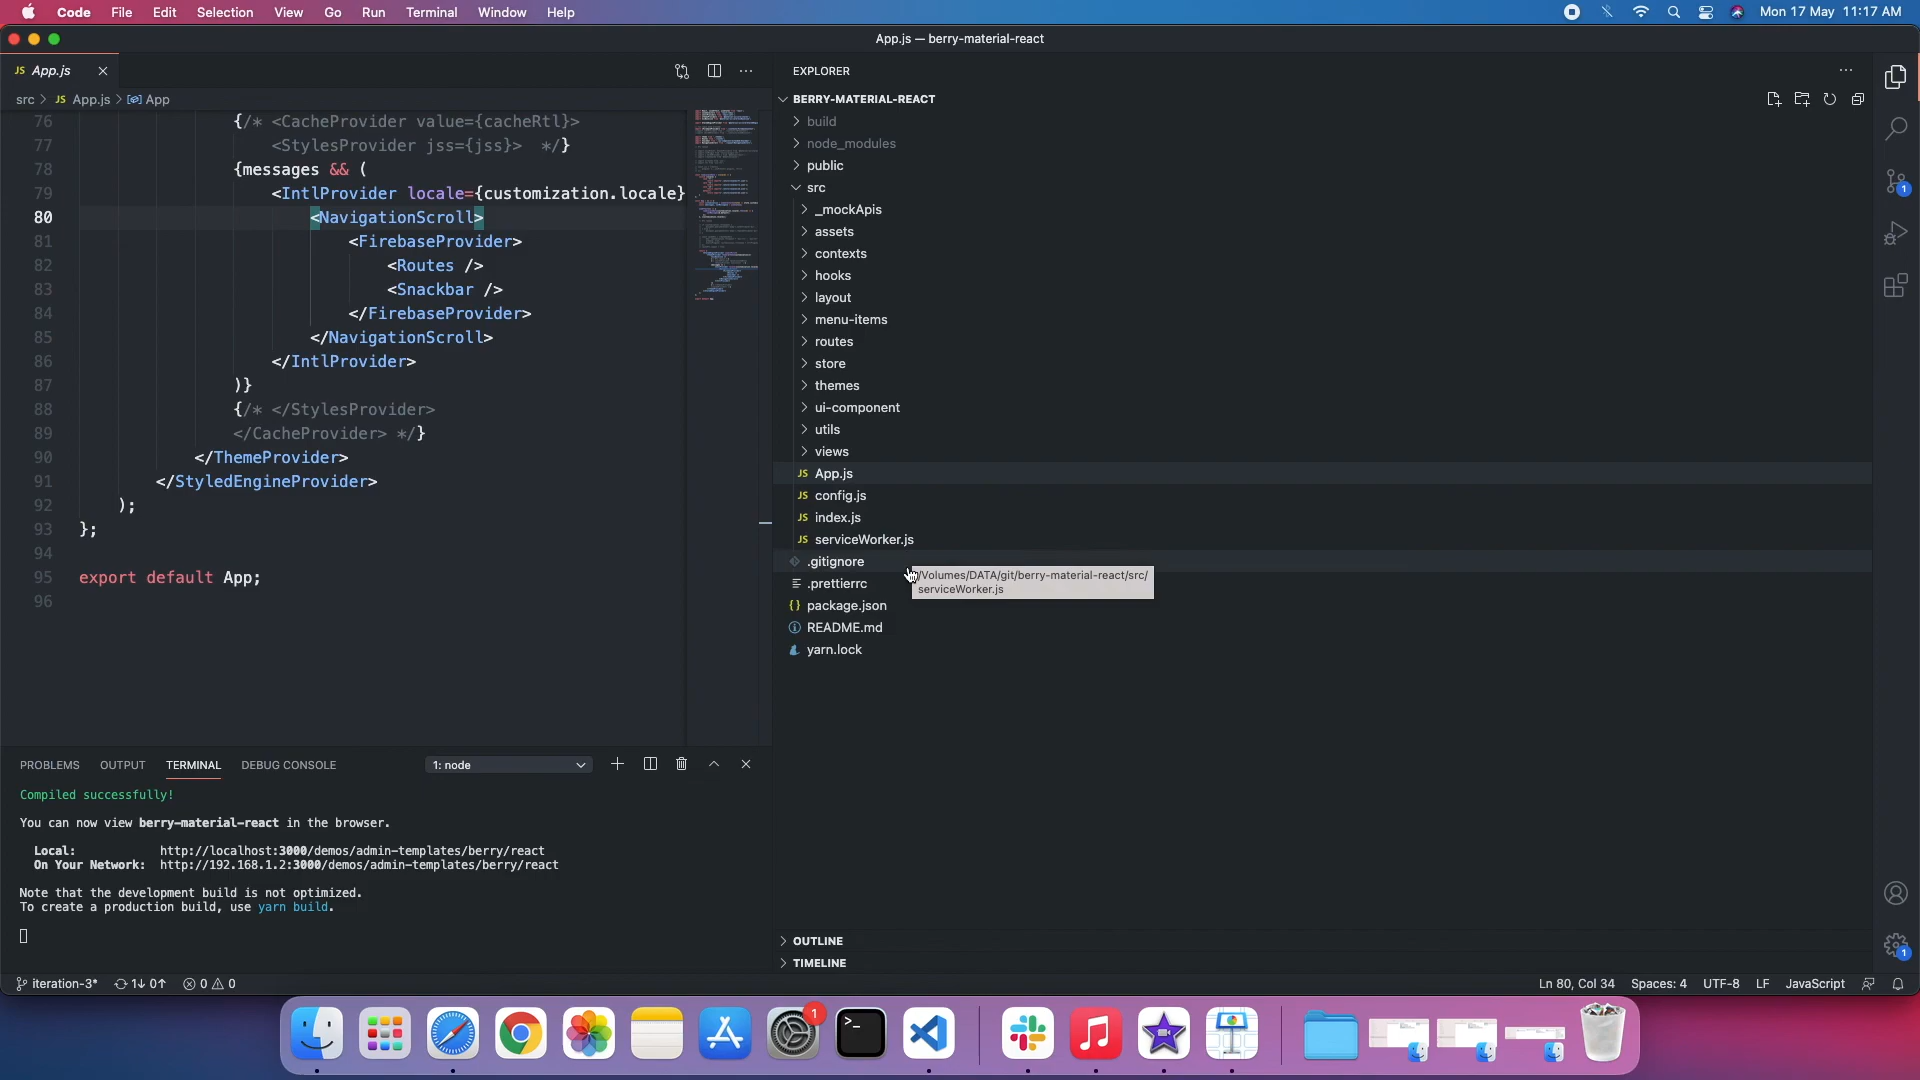 Code File Edit Selection View Go Run Terminal Window Help
Mon 17 May 11:17 AM
App.js — berry-material-react
JS App.js
src > JS App.js > App
76 {/* <CacheProvider value={cacheRtl}>
77 <StylesProvider jss={jss}> */}
78 {messages && (
79 <IntlProvider locale={customization.locale}
80 <NavigationScroll>
81 <FirebaseProvider>
82 <Routes />
83 <Snackbar />
84 </FirebaseProvider>
85 </NavigationScroll>
86 </IntlProvider>
87 )}
88 {/* </StylesProvider>
89 </CacheProvider> */}
90 </ThemeProvider>
91 </StyledEngineProvider>
92 );
93 };
94
95 export default App;
96
EXPLORER
BERRY-MATERIAL-REACT
build
node_modules
public
src
_mockApis
assets
contexts
hooks
layout
menu-items
routes
store
themes
ui-component
utils
views
JS App.js
JS config.js
JS index.js
JS serviceWorker.js
.gitignore
/Volumes/DATA/git/berry-material-react/src/
serviceWorker.js
.prettierrc
{} package.json
README.md
yarn.lock
OUTLINE
TIMELINE
1
1
PROBLEMS OUTPUT TERMINAL DEBUG CONSOLE 1: node
Compiled successfully!
You can now view berry-material-react in the browser.
Local: http://localhost:3000/demos/admin-templates/berry/react
On Your Network: http://192.168.1.2:3000/demos/admin-templates/berry/react
Note that the development build is not optimized.
To create a production build, use yarn build.
iteration-3* 1↓ 0↑ 0 0
Ln 80, Col 34 Spaces: 4 UTF-8 LF JavaScript
1